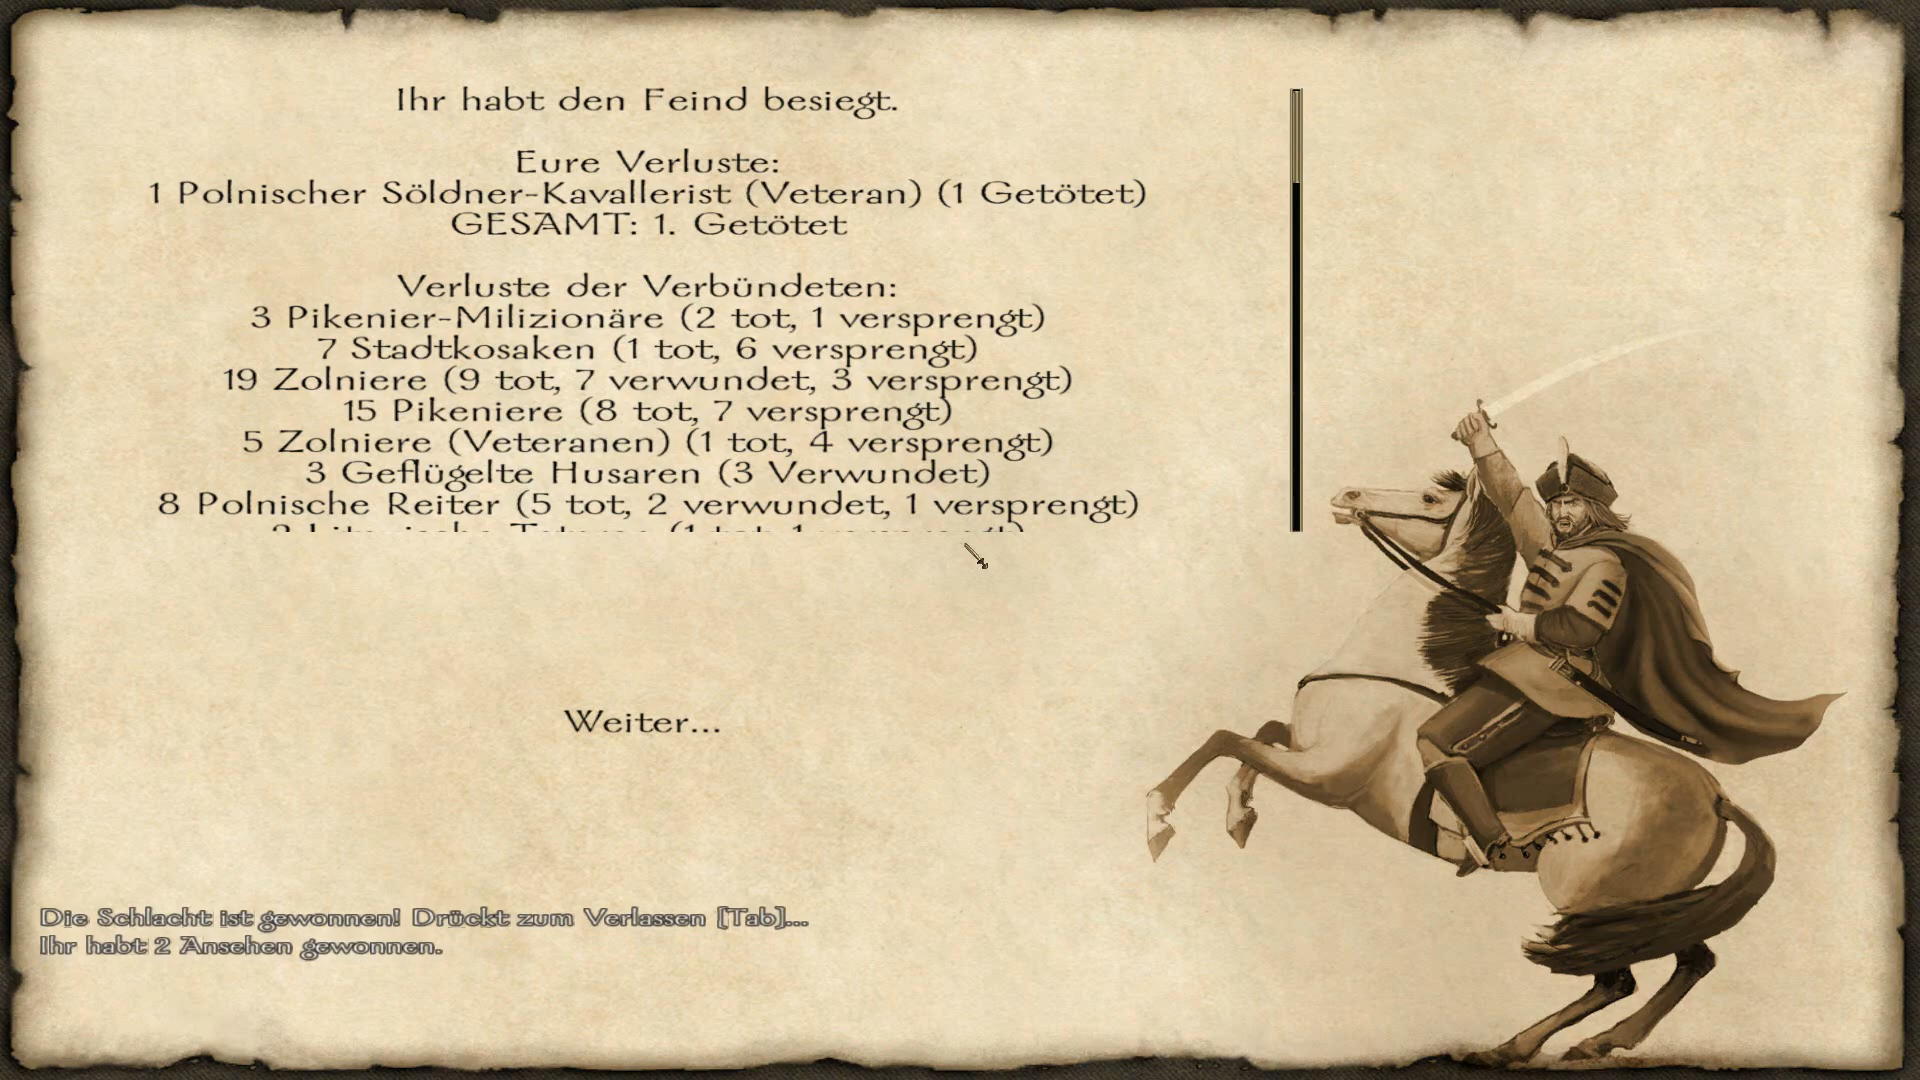 Ihr habt den Feind besiegt.
Eure Verluste:
1 Polnischer Söldner-Kavallerist (Veteran) (1 Getötet)
GESAMT: 1. Getötet
Verluste der Verbündeten:
3 Pikenier-Milizionäre (2 tot, 1 versprengt)
7 Stadtkosaken (1 tot, 6 versprengt)
19 Zolniere (9 tot, 7 verwundet, 3 versprengt)
15 Pikeniere (8 tot, 7 versprengt)
5 Zolniere (Veteranen) (1 tot, 4 versprengt)
3 Geflügelte Husaren (3 Verwundet)
8 Polnische Reiter (5 tot, 2 verwundet, 1 versprengt)
Weiter...
Die Schlacht ist gewonnen! Drückt zum Verlassen [Tab]...
Ihr habt 2 Ansehen gewonnen.